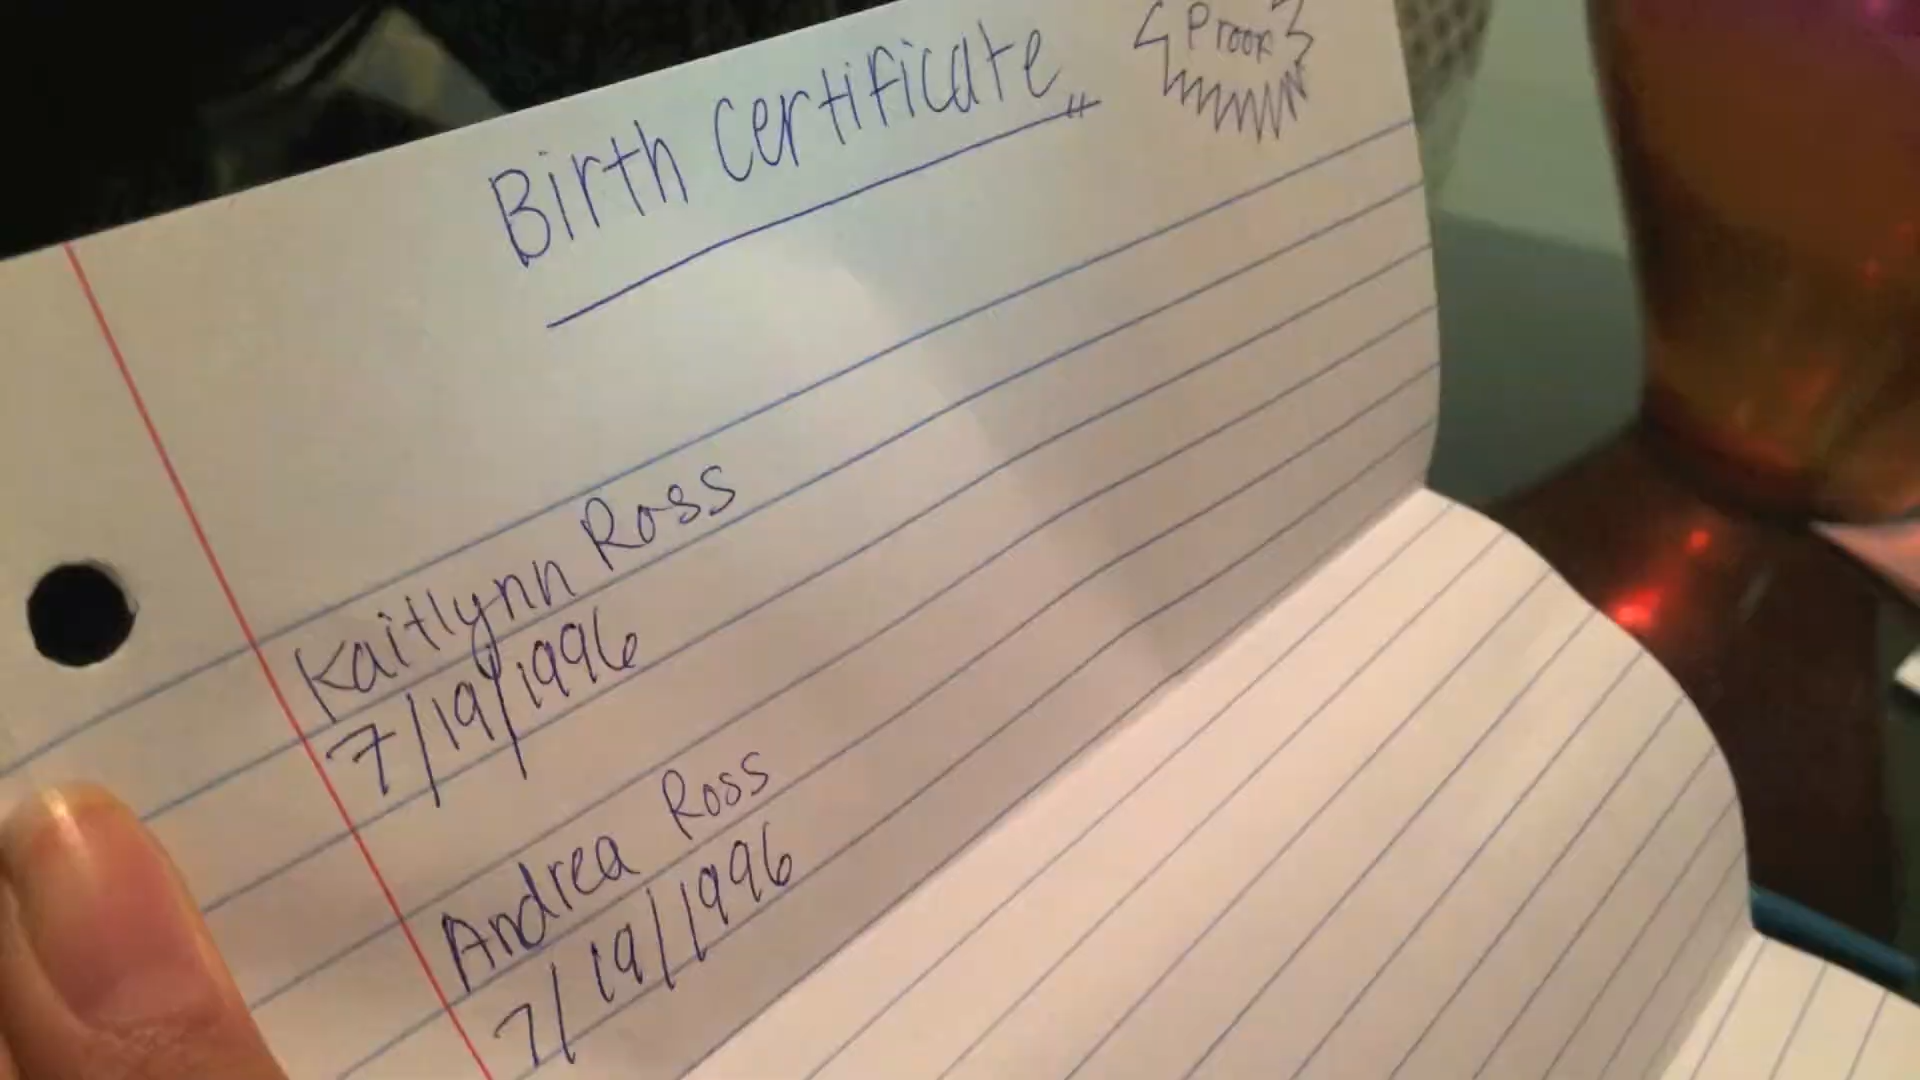 Birth Certificate
Proof
Kaitlynn Ross
7/19/1996
Andrea Ross
7/19/1996